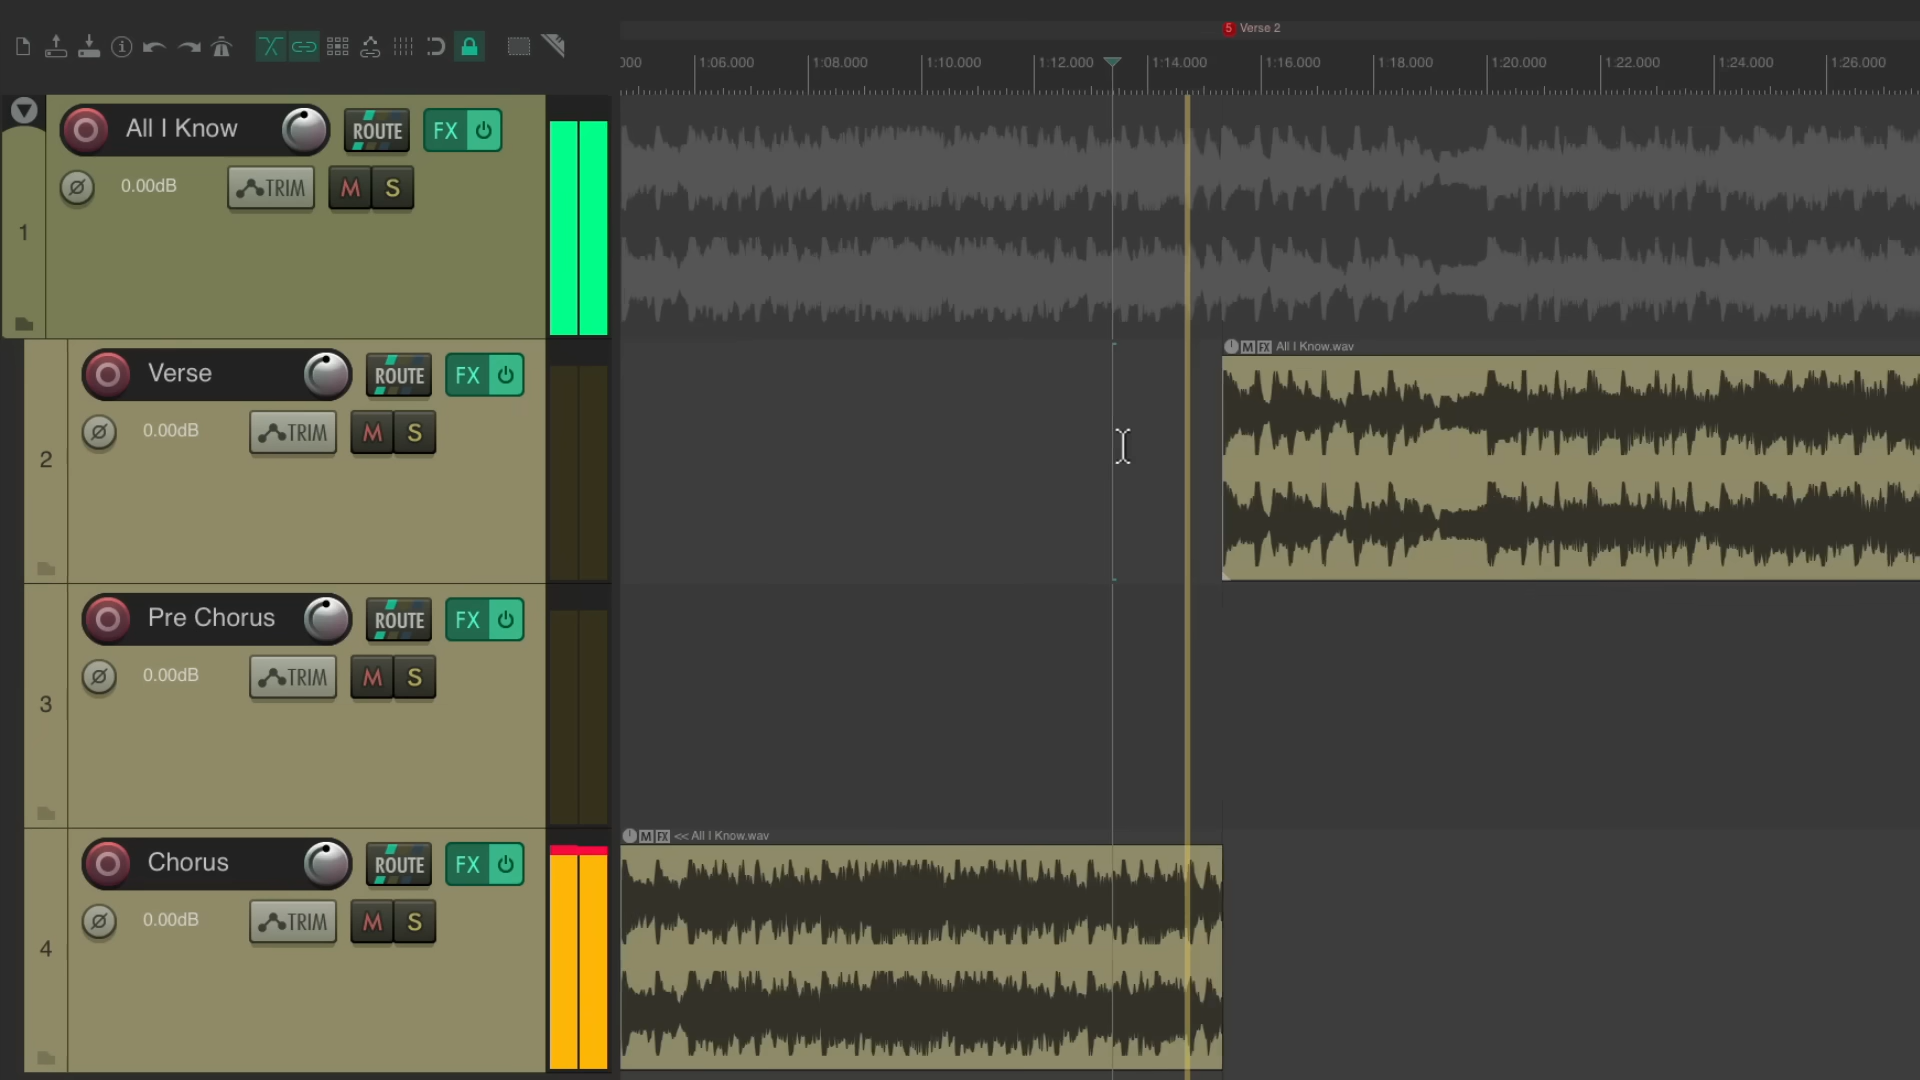 5 Verse 2
000 1:06.000 1:08.000 1:10.000 1:12.000 1:14.000 1:16.000 1:18.000 1:20.000 1:22.000 1:24.000 1:26.000
All I Know ROUTE FX
0.00dB TRIM M S
1
M FX All I Know.wav
Verse ROUTE FX
0.00dB TRIM M S
2
Pre Chorus ROUTE FX
0.00dB TRIM M S
3
M FX << All I Know.wav
Chorus ROUTE FX
0.00dB TRIM M S
4